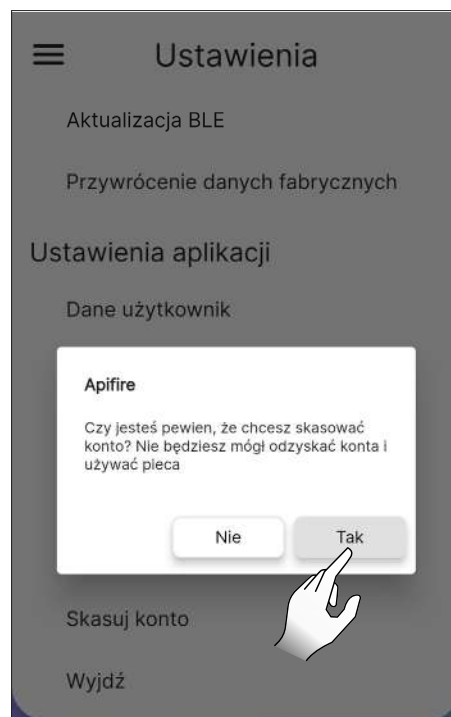 Ustawienia
Aktualizacja BLE
Przywrócenie danych fabrycznych
Ustawienia aplikacji
Dane użytkownik
Apifire
Czy jesteś pewien, że chcesz skasować
konto? Nie będziesz mógł odzyskać konta i
używać pieca
Nie
Tak
Skasuj konto
Wyjdź